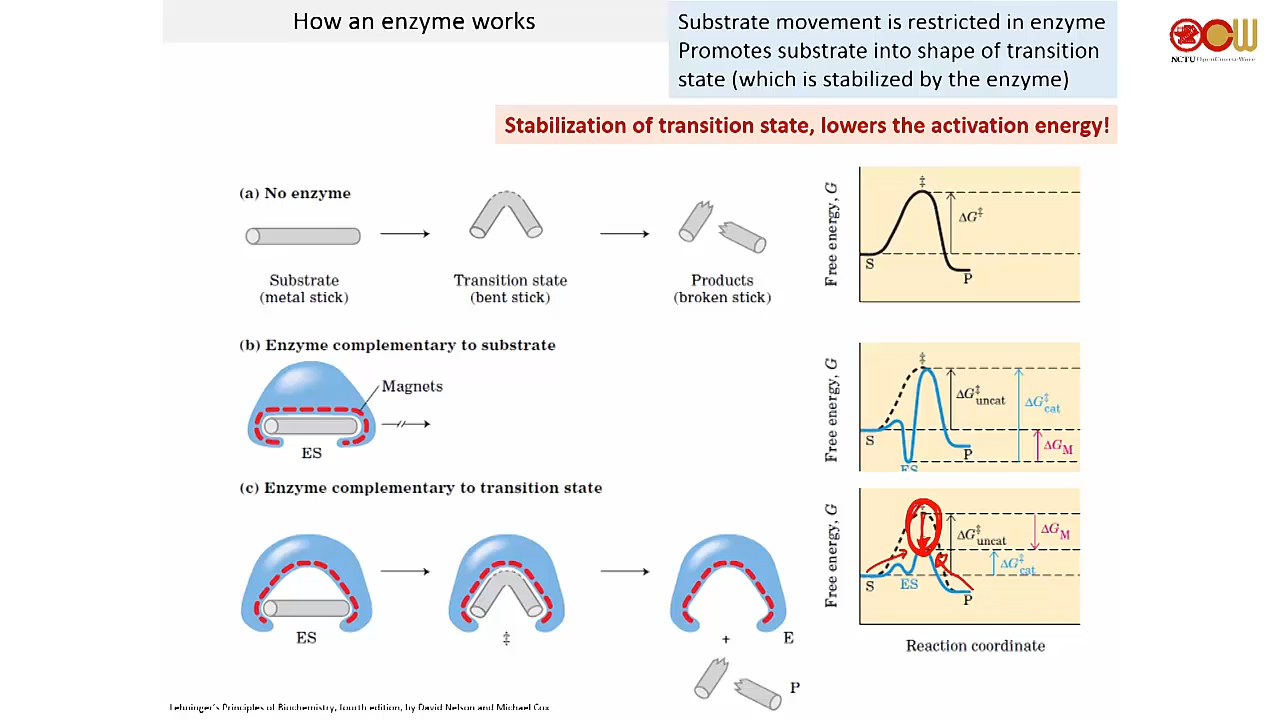 How an enzyme works
Substrate movement is restricted in enzyme
Promotes substrate into shape of transition
state (which is stabilized by the enzyme)
NCTU OpenCourseWare
Stabilization of transition state, lowers the activation energy!
(a) No enzyme
Substrate
(metal stick)
Transition state
(bent stick)
Products
(broken stick)
Free energy, G
‡
ΔG‡
S
P
(b) Enzyme complementary to substrate
Magnets
ES
Free energy, G
‡
ΔG‡uncat
ΔG‡cat
ΔGM
S
P
ES
(c) Enzyme complementary to transition state
ES
‡
+
E
P
Free energy, G
‡
ΔG‡uncat
ΔGM
ΔG‡cat
S
ES
P
Reaction coordinate
Lehninger's Principles of Biochemistry, fourth edition, by David Nelson and Michael Cox